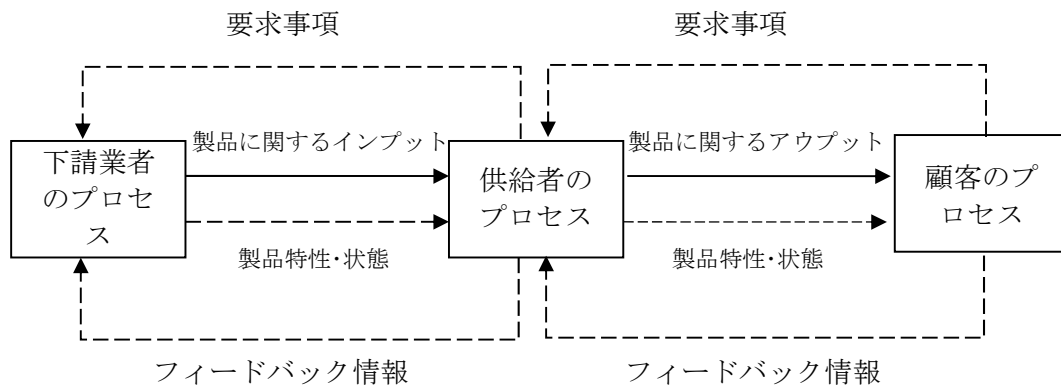 要求事項
要求事項
製品に関するインプット
製品に関するアウプット
下請業者
のプロセ
ス
供給者の
プロセス
顧客のプ
ロセス
製品特性･状態
製品特性･状態
フィードバック情報
フィードバック情報